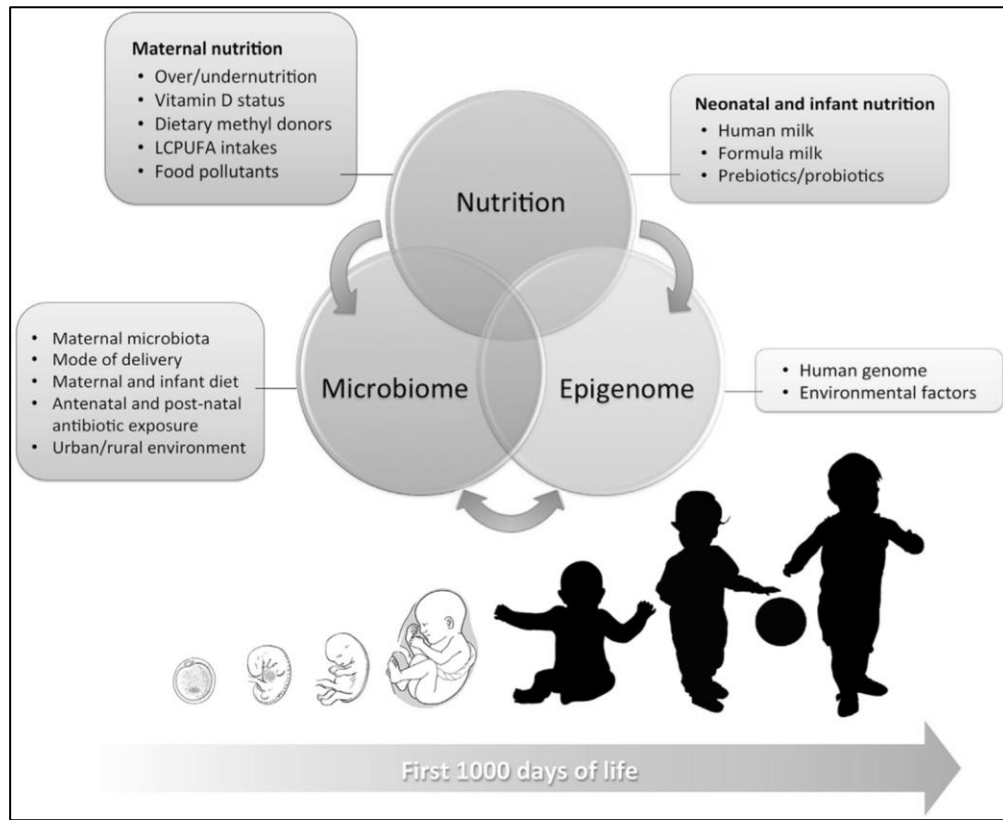 Maternal nutrition
• Over/undernutrition
• Vitamin D status
• Dietary methyl donors
• LCPUFA intakes
• Food pollutants
Neonatal and infant nutrition
• Human milk
• Formula milk
• Prebiotics/probiotics
Nutrition
• Maternal microbiota
• Mode of delivery
• Maternal and infant diet
• Antenatal and post-natal
antibiotic exposure
• Urban/rural environment
Microbiome
Epigenome
• Human genome
• Environmental factors
First 1000 days of life